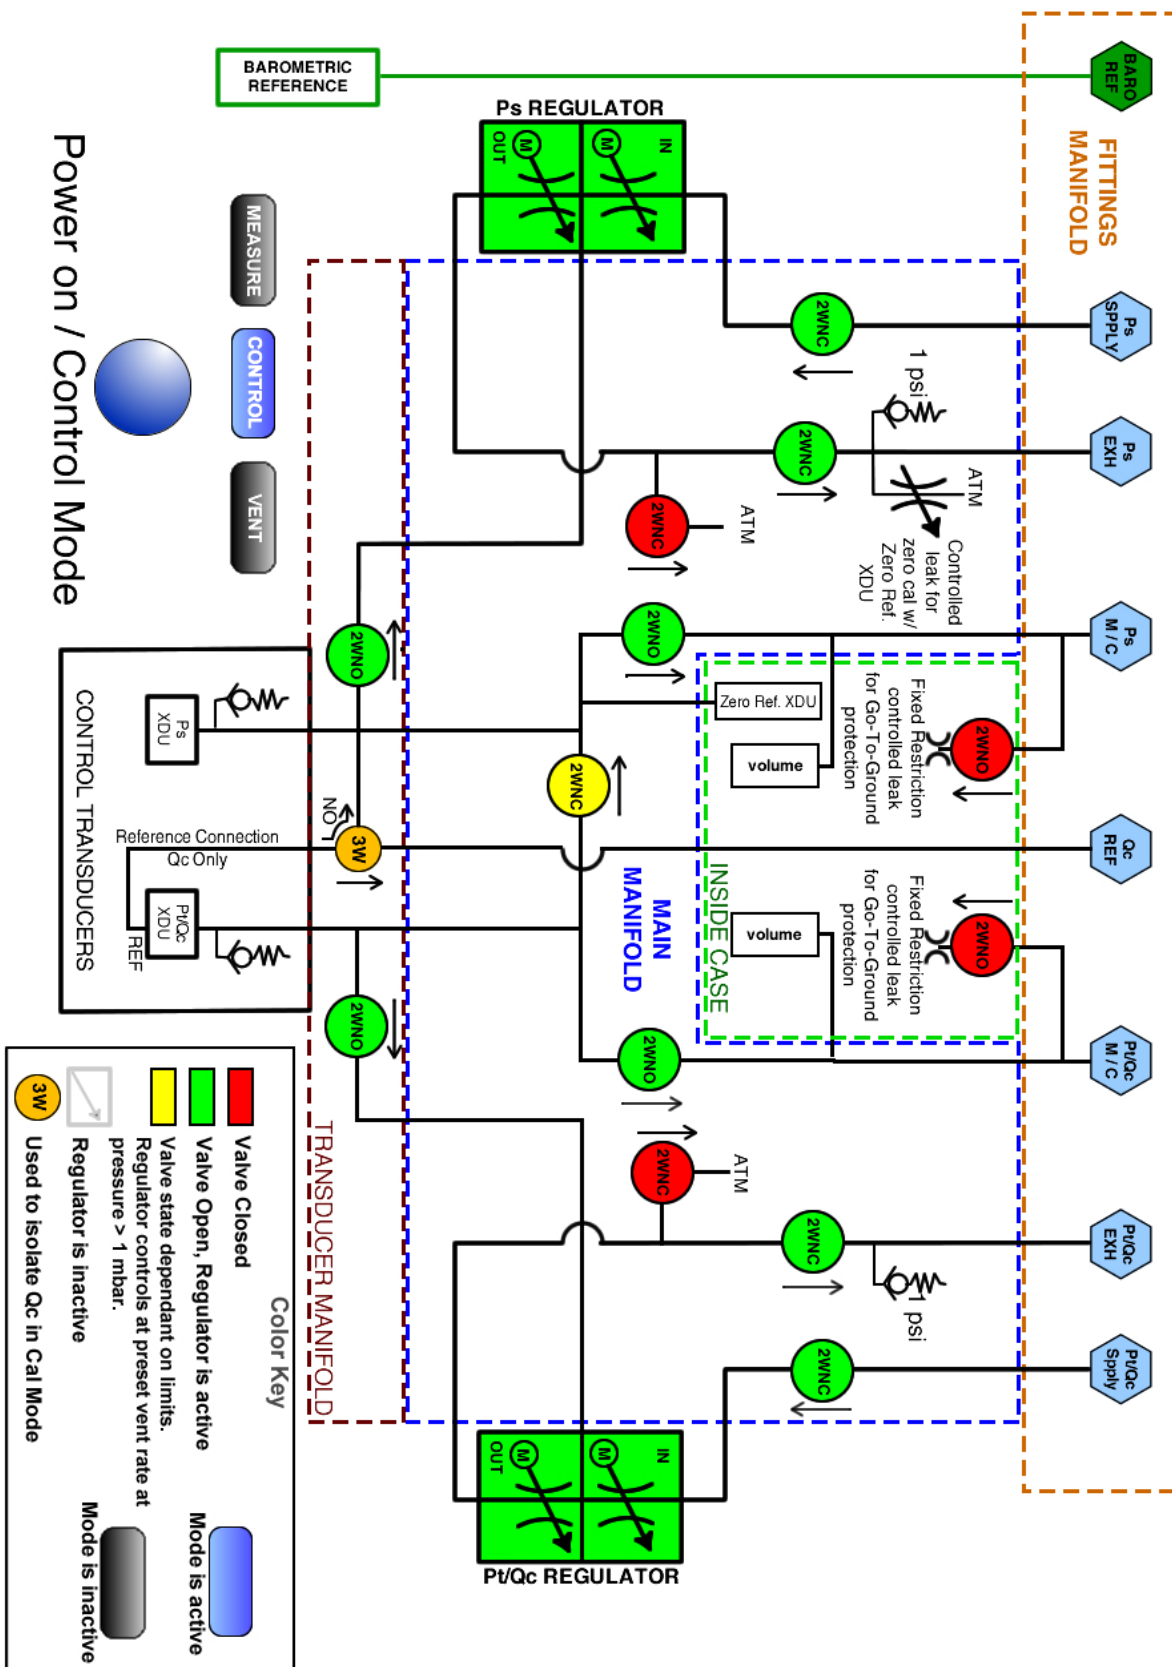 BARO
REF
BAROMETRIC
REFERENCE
FITTINGS
MANIFOLD
Ps REGULATOR
IN
M
OUT
M
Ps
SPPLY
2WNC
1 psi
Ps
EXH
2WNC
ATM
2WNC
ATM
Controlled
leak for
zero cal w/
Zero Ref.
XDU
Ps
M / C
2WNO
2WNO
Zero Ref. XDU
volume
Fixed Restriction
controlled leak
for Go-To-Ground
protection
2WNO
2WNC
Qc
REF
INSIDE CASE
MAIN
MANIFOLD
volume
Fixed Restriction
controlled leak
for Go-To-Ground
protection
2WNO
Pt/Qc
M / C
2WNO
2WNO
ATM
2WNC
Pt/Qc
EXH
2WNC
1 psi
Pt/Qc
Spply
2WNC
IN
M
OUT
M
Pt/Qc REGULATOR
TRANSDUCER MANIFOLD
NO
3W
Reference Connection
Qc Only
Ps
XDU
Pt/Qc
XDU
REF
CONTROL TRANSDUCERS
MEASURE
CONTROL
VENT
Power on / Control Mode
Color Key
Valve Closed
Valve Open, Regulator is active
Valve state dependant on limits.
Regulator controls at preset vent rate at
pressure > 1 mbar.
Regulator is inactive
3W
Used to isolate Qc in Cal Mode
Mode is active
Mode is inactive